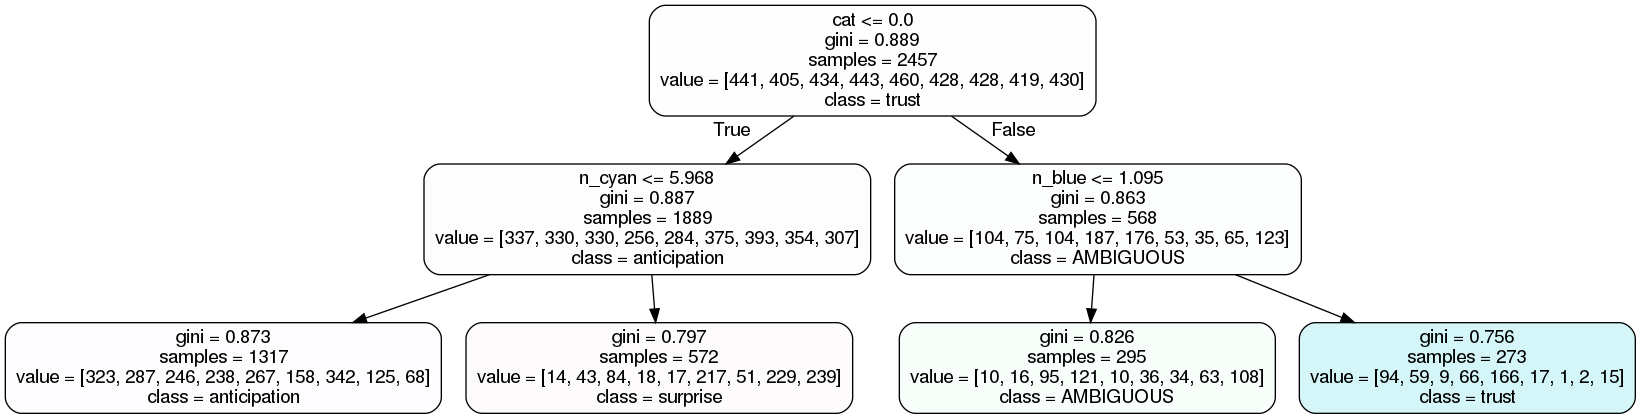 cat <= 0.0
gini = 0.889
samples = 2457
value = [441, 405, 434, 443, 460, 428, 428, 419, 430]
class = trust
True
False
n_cyan <= 5.968
gini = 0.887
samples = 1889
value = [337, 330, 330, 256, 284, 375, 393, 354, 307]
class = anticipation
n_blue <= 1.095
gini = 0.863
samples = 568
value = [104, 75, 104, 187, 176, 53, 35, 65, 123]
class = AMBIGUOUS
gini = 0.873
samples = 1317
value = [323, 287, 246, 238, 267, 158, 342, 125, 68]
class = anticipation
gini = 0.797
samples = 572
value = [14, 43, 84, 18, 17, 217, 51, 229, 239]
class = surprise
gini = 0.826
samples = 295
value = [10, 16, 95, 121, 10, 36, 34, 63, 108]
class = AMBIGUOUS
gini = 0.756
samples = 273
value = [94, 59, 9, 66, 166, 17, 1, 2, 15]
class = trust